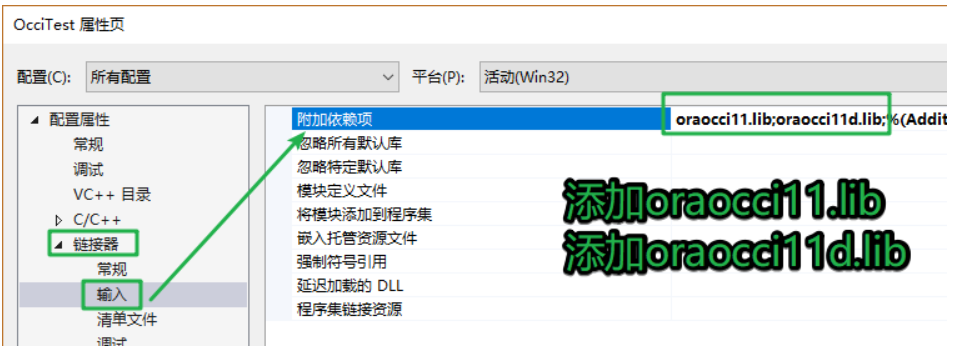 OcciTest 属性页
配置(C): 所有配置 平台(P): 活动(Win32)
配置属性
常规
调试
VC++ 目录
C/C++
链接器
常规
输入
清单文件
调试
附加依赖项 oraocci11.lib;oraocci11d.lib;%(Addit
忽略所有默认库
忽略特定默认库
模块定义文件
将模块添加到程序集
嵌入托管资源文件
强制符号引用
延迟加载的 DLL
程序集链接资源
添加oraocci11.lib
添加oraocci11d.lib